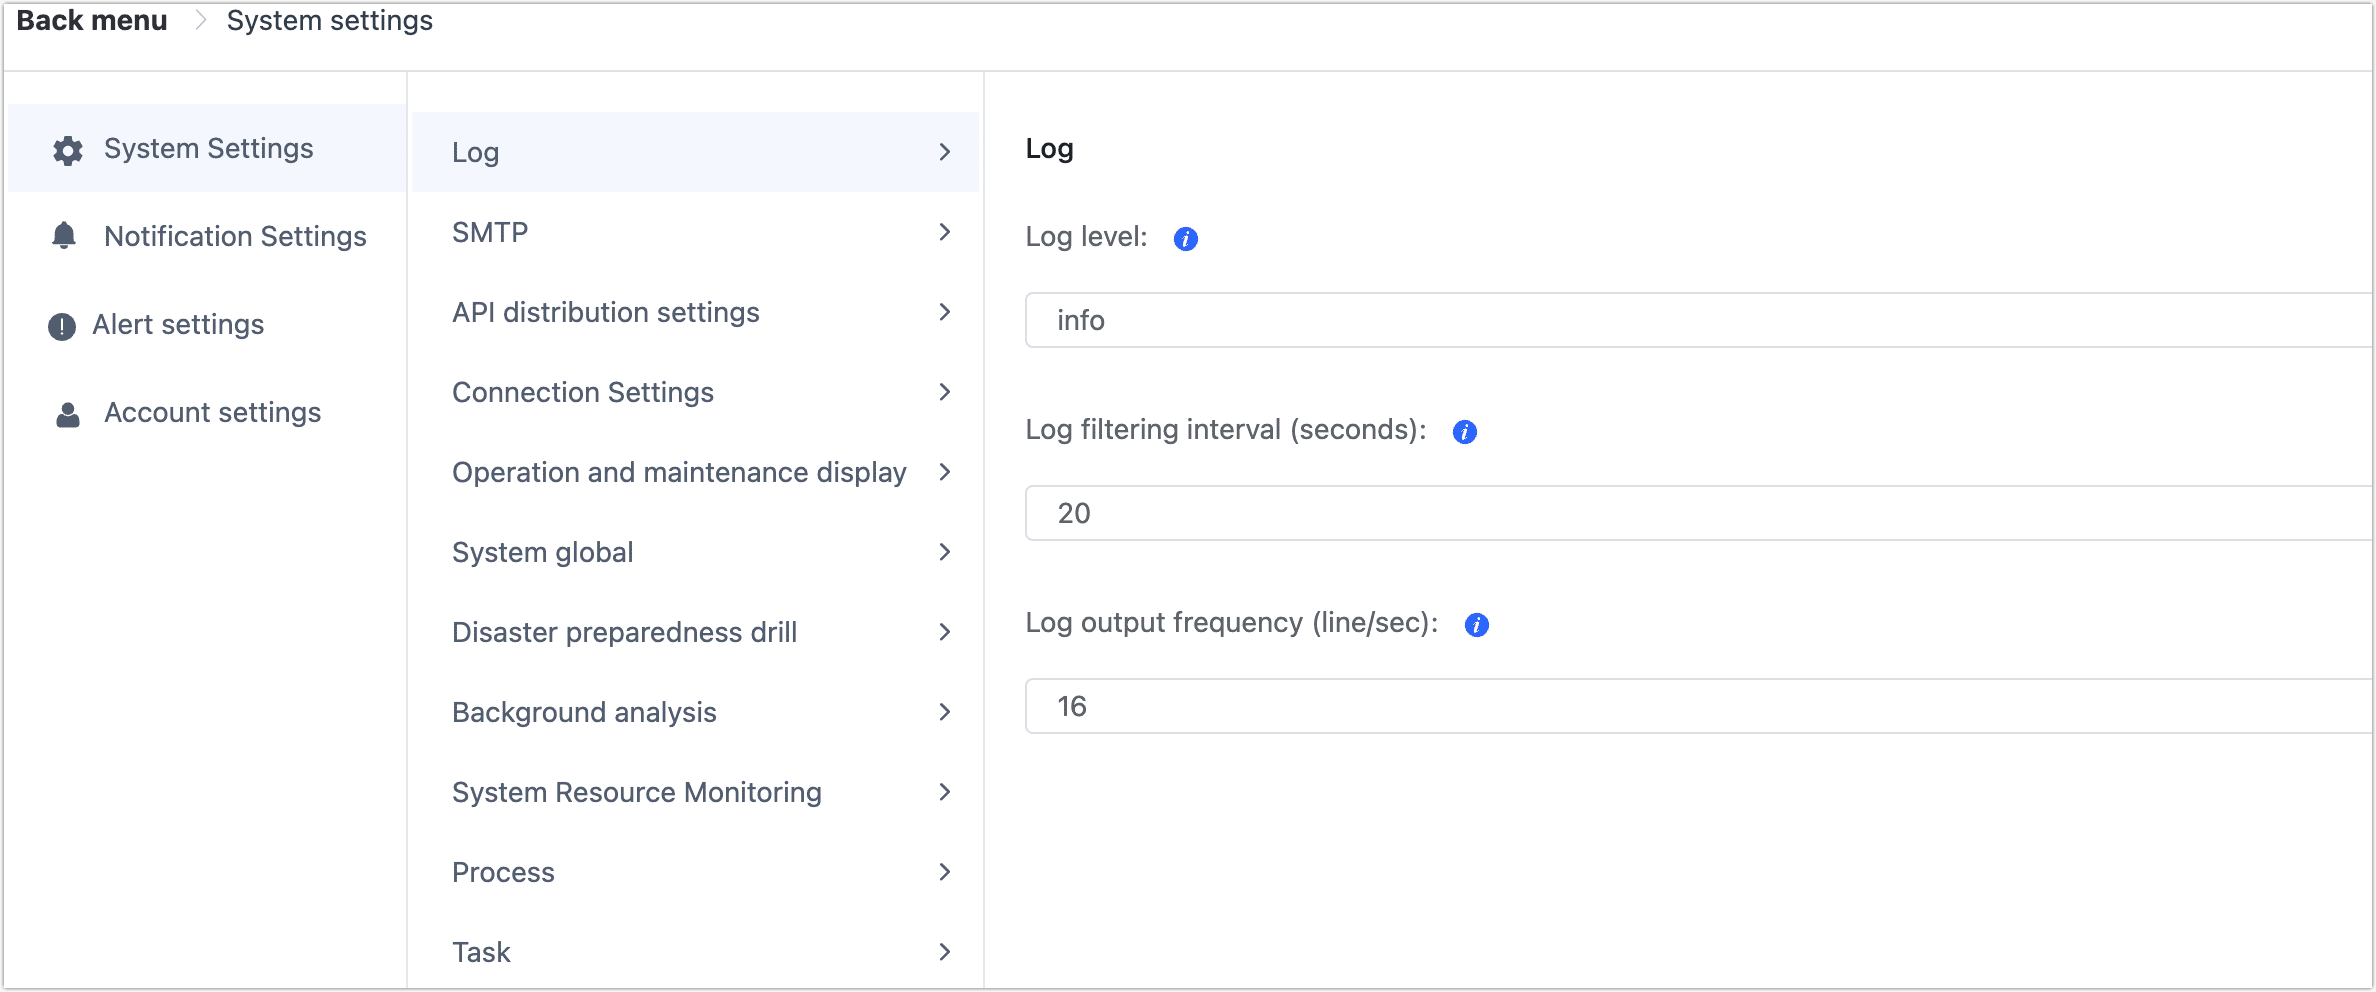 Back menu
System settings
System Settings
Notification Settings
Alert settings
Account settings
Log
SMTP
API distribution settings
Connection Settings
Operation and maintenance display
System global
Disaster preparedness drill
Background analysis
System Resource Monitoring
Process
Task
Log
Log level:
info
Log filtering interval (seconds):
20
Log output frequency (line/sec):
16